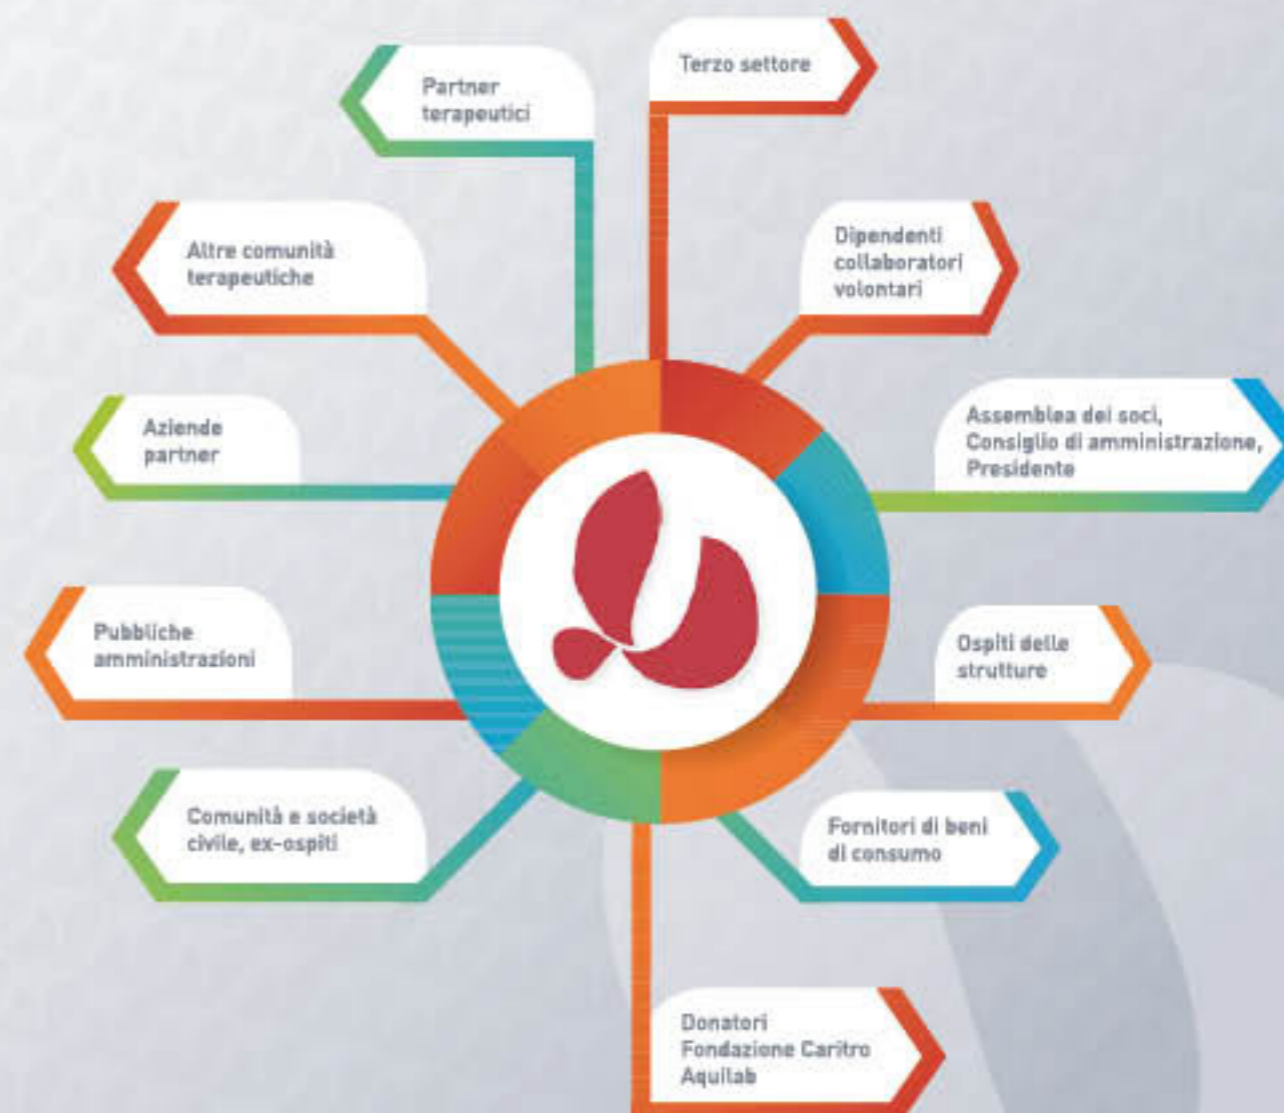 Partner
terapeutici
Terzo settore
Altre comunità
terapeutiche
Dipendenti
collaboratori
volontari
Aziende
partner
Assemblea dei soci,
Consiglio di amministrazione,
Presidente
Pubbliche
amministrazioni
Ospiti delle
strutture
Comunità e società
civile, ex-ospiti
Fornitori di beni
di consumo
Donatori
Fondazione Caritro
Aquilab